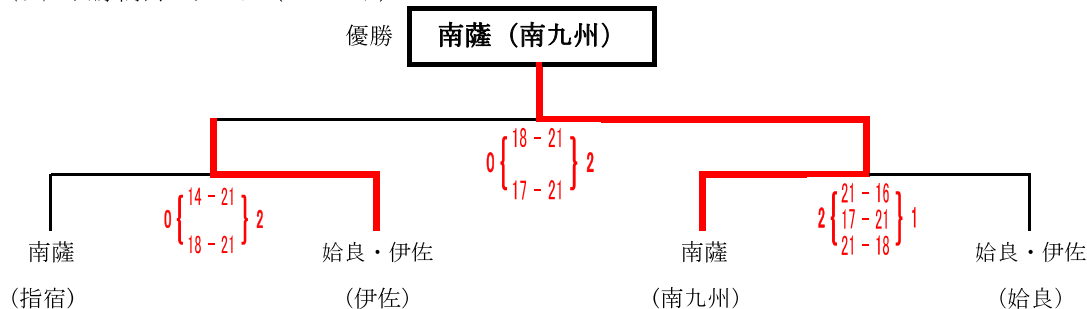 優勝 南薩（南九州）
18 - 21
0 2
17 - 21
14 - 21
0 2
18 - 21
21 - 16
2 17 - 21 1
21 - 18
南薩 姶良・伊佐 南薩 姶良・伊佐
（指宿） （伊佐） （南九州） （姶良）